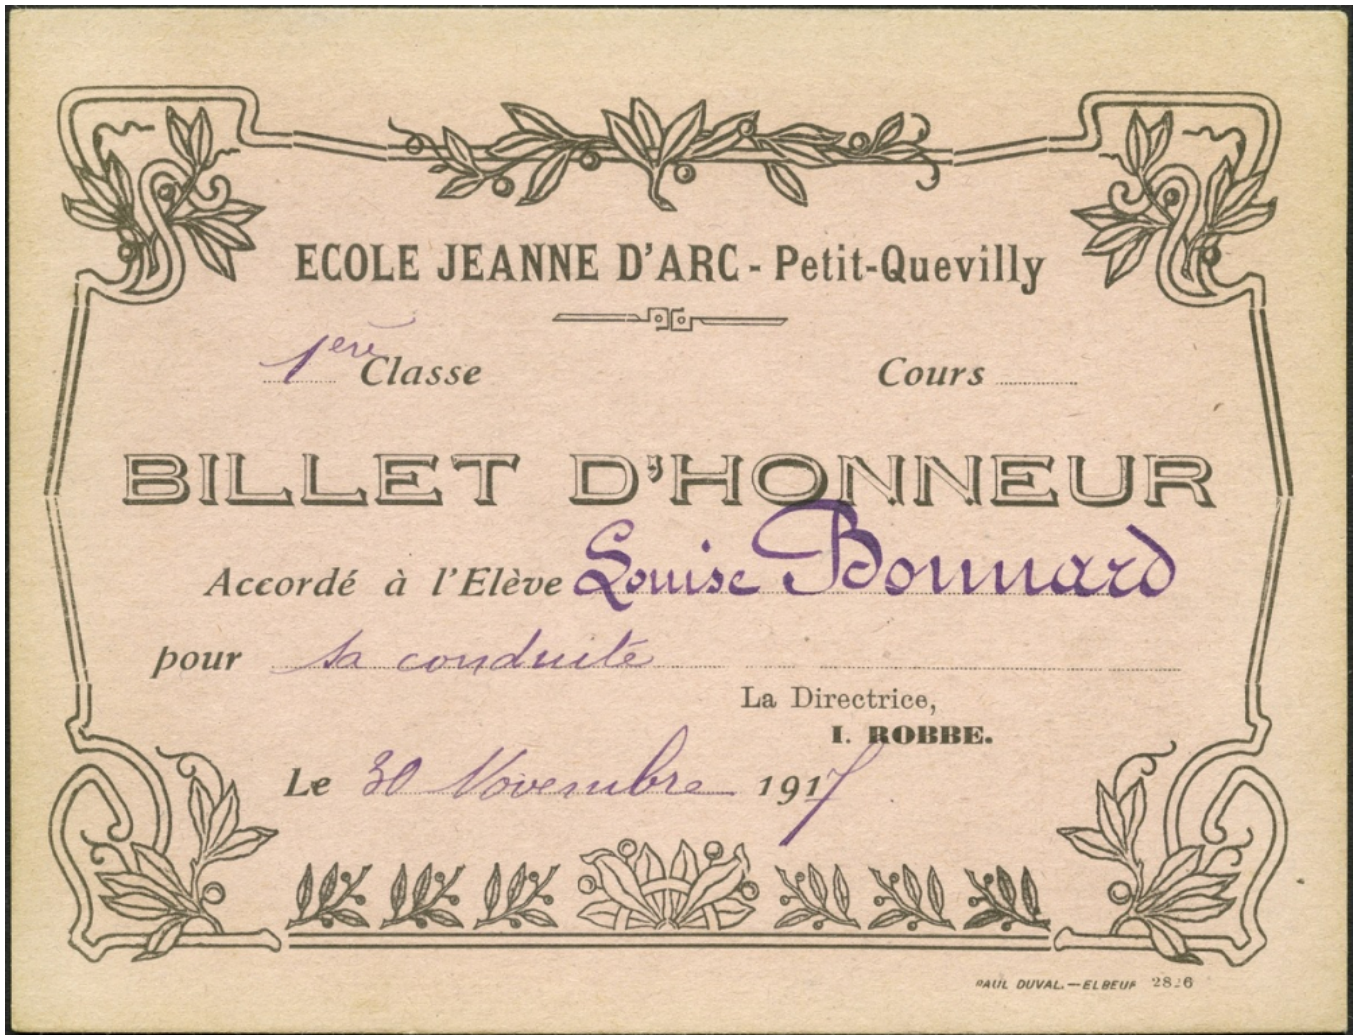 ECOLE JEANNE D'ARC - Petit-Quevilly
1ère Classe Cours
BILLET D'HONNEUR
Accordé à l'Elève Louise Bonnard
pour sa conduite
La Directrice,
I. ROBBE.
Le 30 Novembre 1917
PAUL DUVAL. — ELBEUF